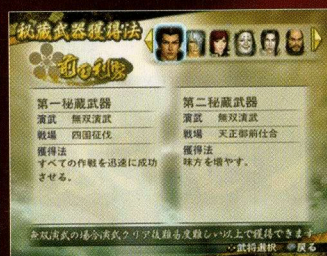 秘蔵武器獲得法
前田利家
第一秘蔵武器
演武 無双演武
戦場 四国征伐
獲得法
すべての作戦を迅速に成功
させる。
第二秘蔵武器
演武 無双演武
戦場 天正御前仕合
獲得法
味方を増やす。
無双演武の場合演武クリア後難易度難しい以上で獲得できます
武将選択 戻る